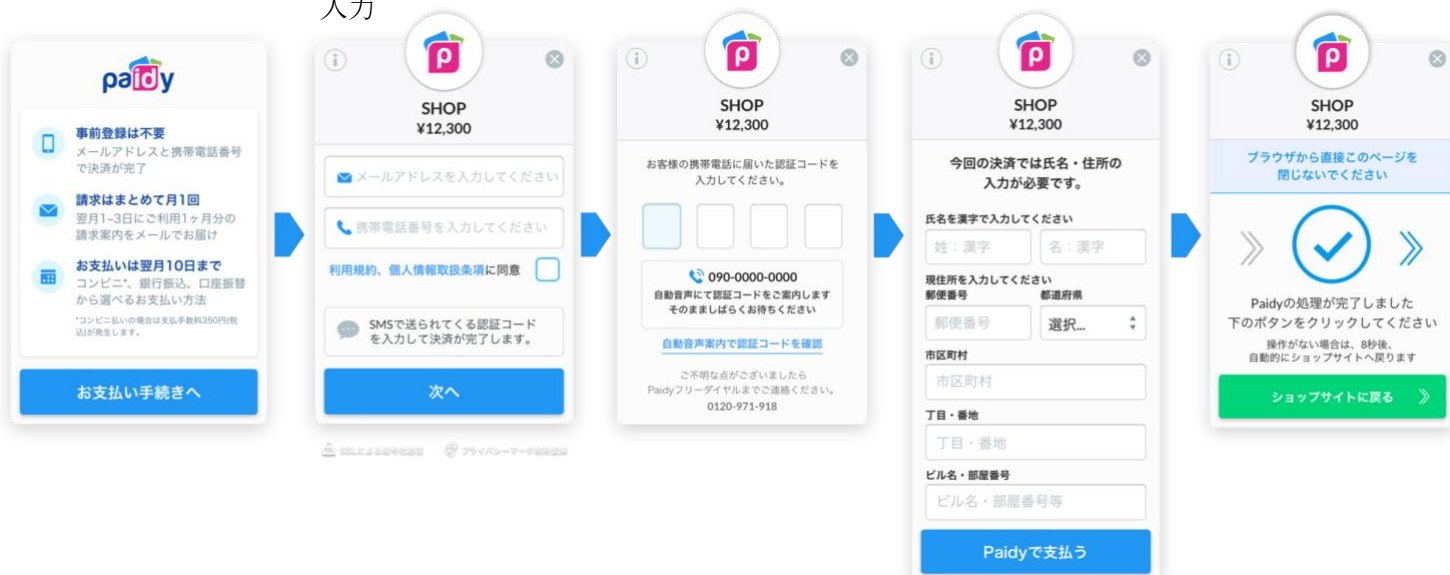 入力
paidy
事前登録は不要
メールアドレスと携帯電話番号
で決済が完了
請求はまとめて月1回
翌月1~3日にご利用1ヶ月分の
請求案内をメールでお届け
お支払いは翌月10日まで
コンビニ*、銀行振込、口座振替
から選べるお支払い方法
*コンビニ払いの場合は支払手数料350円(税
込)が発生します。
お支払い手続きへ
p
SHOP
¥12,300
メールアドレスを入力してください
携帯電話番号を入力してください
利用規約、個人情報取扱条項に同意
SMSで送られてくる認証コード
を入力して決済が完了します。
次へ
プライバシーマーク
p
SHOP
¥12,300
お客様の携帯電話に届いた認証コードを
入力してください。
090-0000-0000
自動音声にて認証コードをご案内します
そのまましばらくお待ちください
自動音声案内で認証コードを確認
ご不明な点がございましたら
Paidyフリーダイヤルまでご連絡ください。
0120-971-918
p
SHOP
¥12,300
今回の決済では氏名・住所の
入力が必要です。
氏名を漢字で入力してください
姓：漢字 名：漢字
現住所を入力してください
郵便番号 都道府県
郵便番号 選択...
市区町村
市区町村
丁目・番地
丁目・番地
ビル名・部屋番号
ビル名・部屋番号等
Paidyで支払う
p
SHOP
¥12,300
ブラウザから直接このページを
閉じないでください
Paidyの処理が完了しました
下のボタンをクリックしてください
操作がない場合は、8秒後、
自動的にショップサイトへ戻ります
ショップサイトに戻る